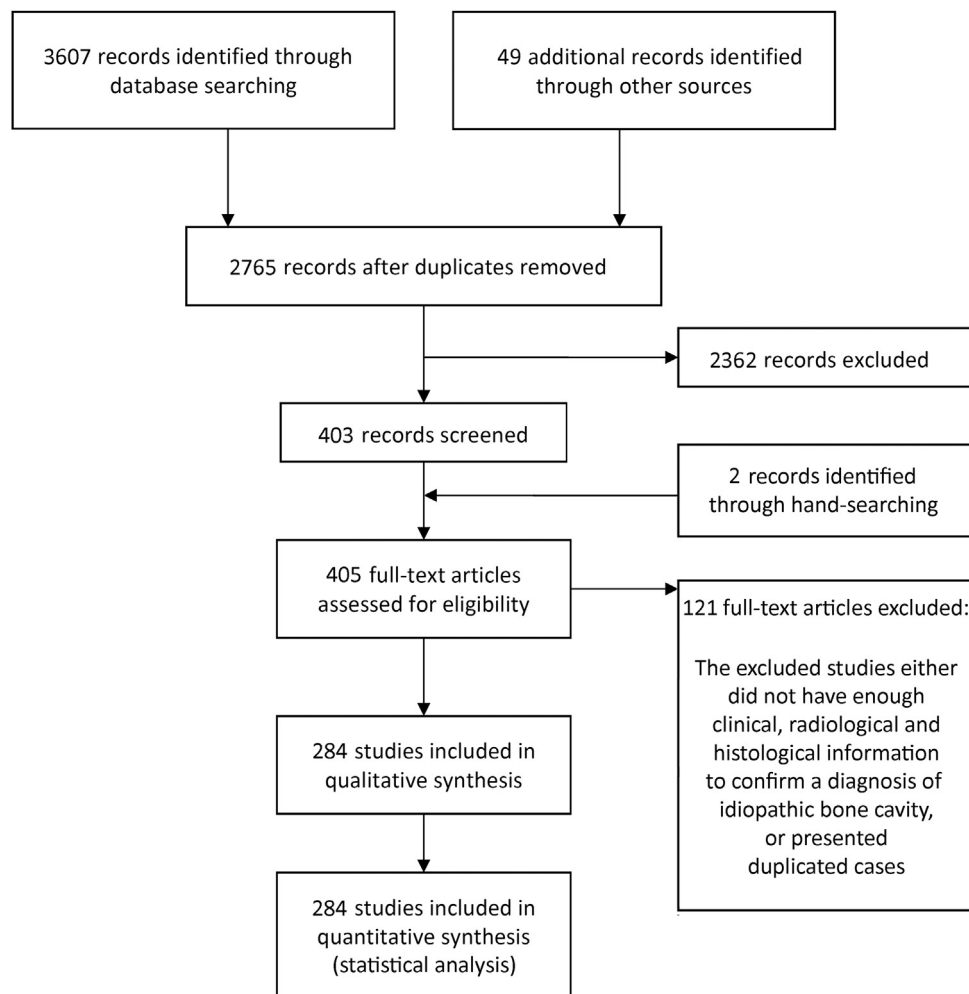 3607 records identified through
database searching
49 additional records identified
through other sources
2765 records after duplicates removed
2362 records excluded
403 records screened
2 records identified
through hand-searching
405 full-text articles
assessed for eligibility
121 full-text articles excluded:
The excluded studies either
did not have enough
clinical, radiological and
histological information
to confirm a diagnosis of
idiopathic bone cavity,
or presented
duplicated cases
284 studies included in
qualitative synthesis
284 studies included in
quantitative synthesis
(statistical analysis)